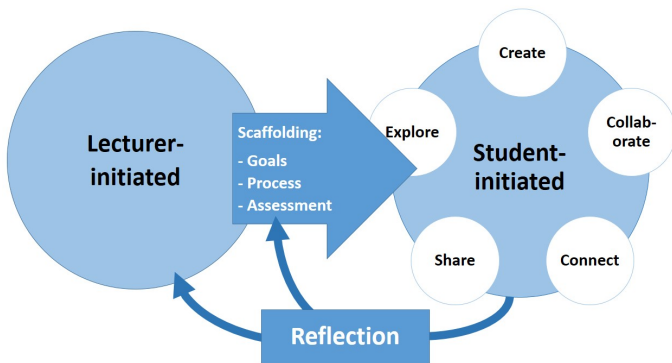 Lecturer-
initiated
Scaffolding:
- Goals
- Process
- Assessment
Explore
Create
Collab-
orate
Student-
initiated
Share
Connect
Reflection